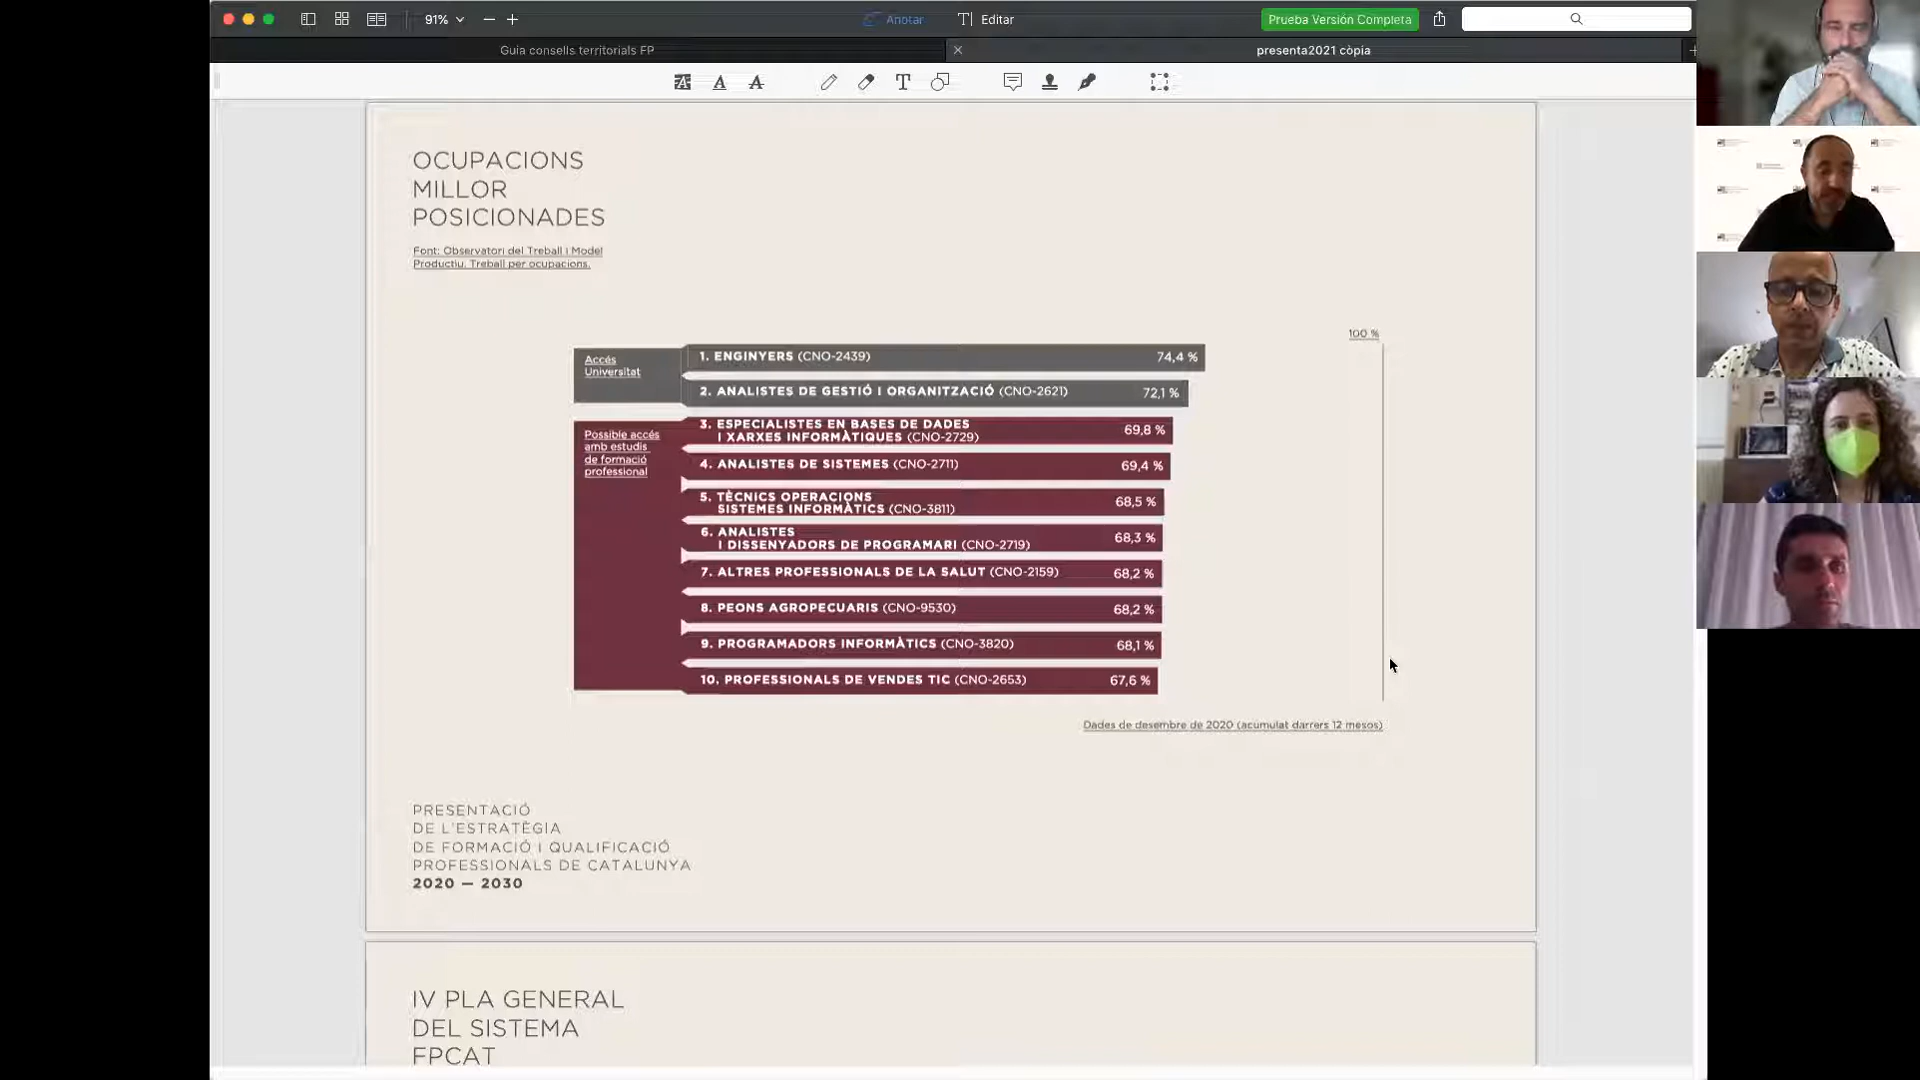 91%
Anotar
Editar
Prueba Versión Completa
Guia consells territorials FP
presenta2021 còpia
OCUPACIONS
MILLOR
POSICIONADES
Font: Observatori del Treball i Model
Productiu. Treball per ocupacions.
100 %
Accés
Universitat
1. ENGINYERS (CNO-2439)
74,4 %
2. ANALISTES DE GESTIÓ I ORGANITZACIÓ (CNO-2621)
72,1 %
Possible accés
amb estudis
de formació
professional
3. ESPECIALISTES EN BASES DE DADES
I XARXES INFORMÀTIQUES (CNO-2729)
69,8 %
4. ANALISTES DE SISTEMES (CNO-2711)
69,4 %
5. TÈCNICS OPERACIONS
SISTEMES INFORMÀTICS (CNO-3811)
68,5 %
6. ANALISTES
I DISSENYADORS DE PROGRAMARI (CNO-2719)
68,3 %
7. ALTRES PROFESSIONALS DE LA SALUT (CNO-2159)
68,2 %
8. PEONS AGROPECUARIS (CNO-9530)
68,2 %
9. PROGRAMADORS INFORMÀTICS (CNO-3820)
68,1 %
10. PROFESSIONALS DE VENDES TIC (CNO-2653)
67,6 %
Dades de desembre de 2020 (acumulat darrers 12 mesos)
PRESENTACIÓ
DE L'ESTRATÈGIA
DE FORMACIÓ I QUALIFICACIÓ
PROFESSIONALS DE CATALUNYA
2020 — 2030
IV PLA GENERAL
DEL SISTEMA
FPCAT